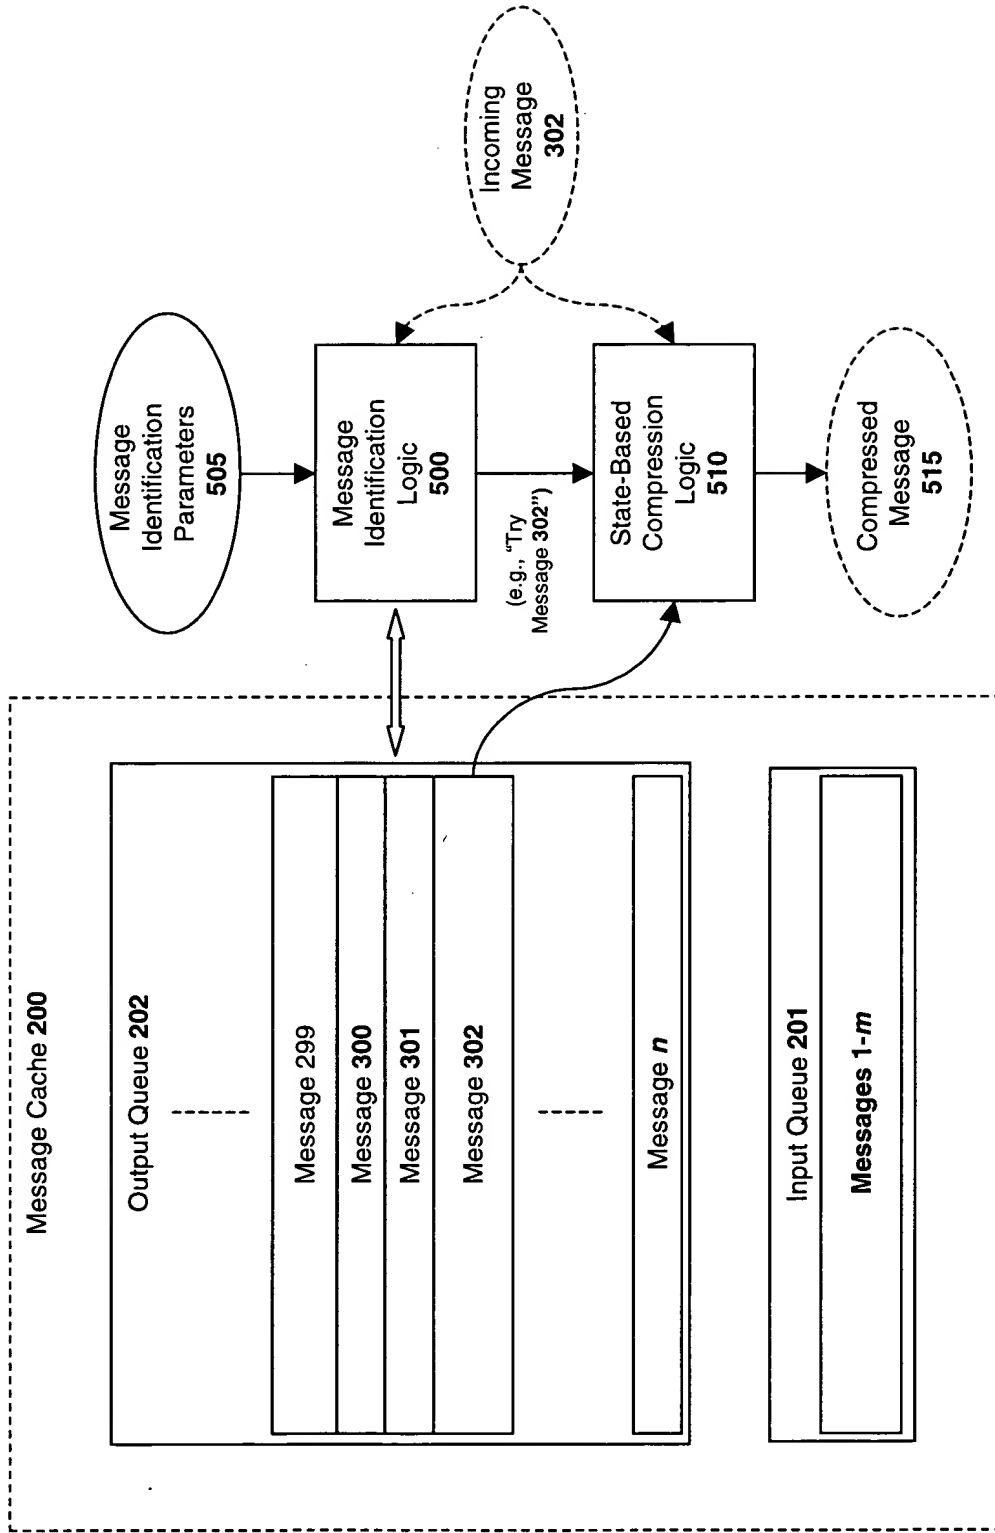 Message Cache 200
Output Queue 202
Message 299
Message 300
Message 301
Message 302
Message n
Input Queue 201
Messages 1-m
Message
Identification
Parameters
505
Message
Identification
Logic
500
(e.g., “Try
Message 302”)
State-Based
Compression
Logic
510
Compressed
Message
515
Incoming
Message
302